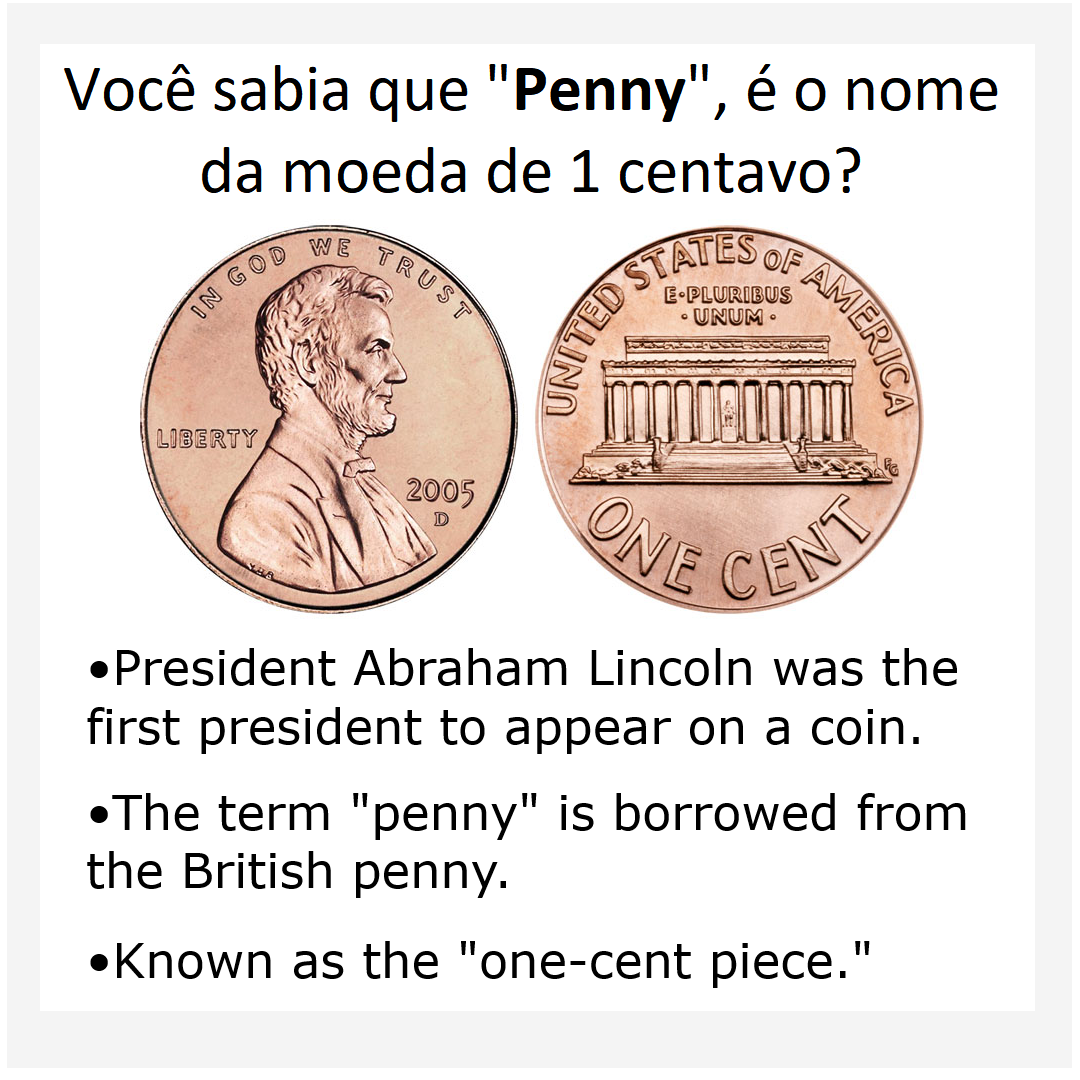 Você sabia que "Penny", é o nome
da moeda de 1 centavo?
IN GOD WE TRUST
LIBERTY
2005
D
VDB
UNITED STATES OF AMERICA
E·PLURIBUS
·UNUM·
FG
ONE CENT
•President Abraham Lincoln was the
first president to appear on a coin.
•The term "penny" is borrowed from
the British penny.
•Known as the "one-cent piece."